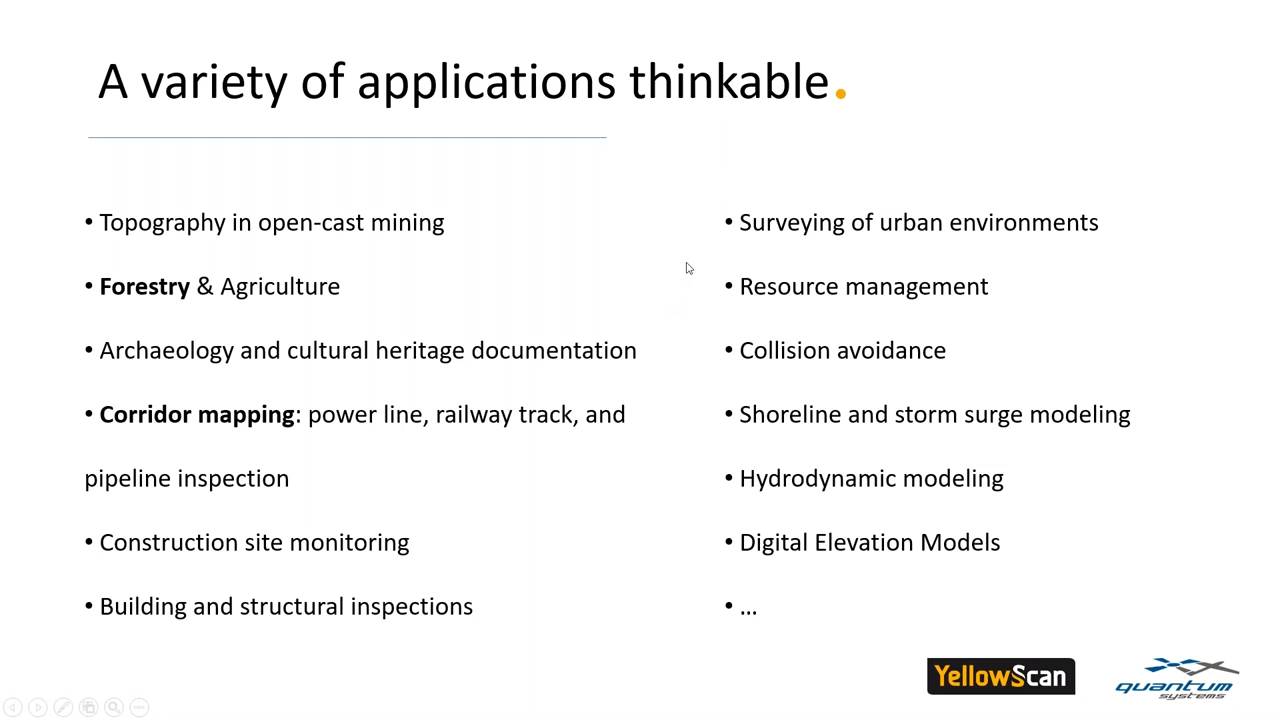 A variety of applications thinkable.
• Topography in open-cast mining
• Forestry & Agriculture
• Archaeology and cultural heritage documentation
• Corridor mapping: power line, railway track, and
pipeline inspection
• Construction site monitoring
• Building and structural inspections
• Surveying of urban environments
• Resource management
• Collision avoidance
• Shoreline and storm surge modeling
• Hydrodynamic modeling
• Digital Elevation Models
• ...
YellowScan
quantum
systems